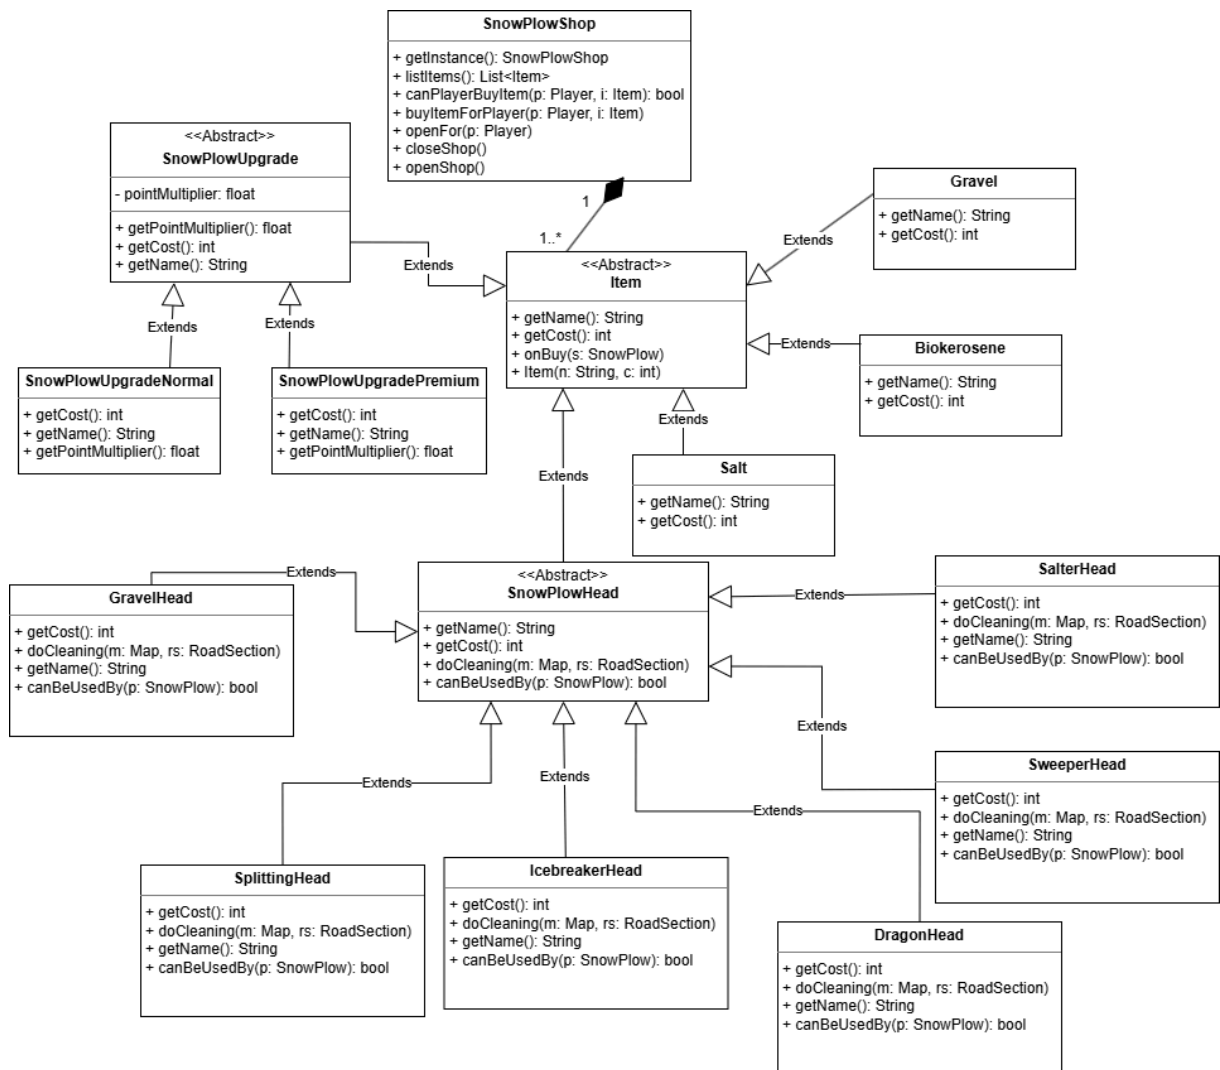 SnowPlowShop
+ getInstance(): SnowPlowShop
+ listItems(): List<Item>
+ canPlayerBuyItem(p: Player, i: Item): bool
+ buyItemForPlayer(p: Player, i: Item)
+ openFor(p: Player)
+ closeShop()
+ openShop()
1
1..*
<<Abstract>>
SnowPlowUpgrade
- pointMultiplier: float
+ getPointMultiplier(): float
+ getCost(): int
+ getName(): String
Extends
Extends
Extends
SnowPlowUpgradeNormal
+ getCost(): int
+ getName(): String
+ getPointMultiplier(): float
SnowPlowUpgradePremium
+ getCost(): int
+ getName(): String
+ getPointMultiplier(): float
<<Abstract>>
Item
+ getName(): String
+ getCost(): int
+ onBuy(s: SnowPlow)
+ Item(n: String, c: int)
Gravel
+ getName(): String
+ getCost(): int
Extends
Biokerosene
+ getName(): String
+ getCost(): int
Extends
Extends
Salt
+ getName(): String
+ getCost(): int
Extends
<<Abstract>>
SnowPlowHead
+ getName(): String
+ getCost(): int
+ doCleaning(m: Map, rs: RoadSection)
+ canBeUsedBy(p: SnowPlow): bool
Extends
GravelHead
+ getCost(): int
+ doCleaning(m: Map, rs: RoadSection)
+ getName(): String
+ canBeUsedBy(p: SnowPlow): bool
Extends
SalterHead
+ getCost(): int
+ doCleaning(m: Map, rs: RoadSection)
+ getName(): String
+ canBeUsedBy(p: SnowPlow): bool
Extends
SweeperHead
+ getCost(): int
+ doCleaning(m: Map, rs: RoadSection)
+ getName(): String
+ canBeUsedBy(p: SnowPlow): bool
Extends
SplittingHead
+ getCost(): int
+ doCleaning(m: Map, rs: RoadSection)
+ getName(): String
+ canBeUsedBy(p: SnowPlow): bool
Extends
IcebreakerHead
+ getCost(): int
+ doCleaning(m: Map, rs: RoadSection)
+ getName(): String
+ canBeUsedBy(p: SnowPlow): bool
Extends
DragonHead
+ getCost(): int
+ doCleaning(m: Map, rs: RoadSection)
+ getName(): String
+ canBeUsedBy(p: SnowPlow): bool